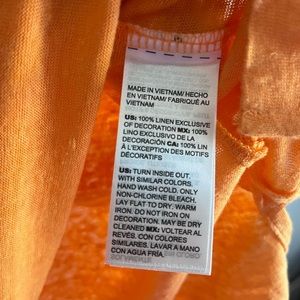 MADE IN VIETNAM/ HECHO
EN VIETNAM/ FABRIQUÉ AU
VIETNAM
US: 100% LINEN EXCLUSIVE
OF DECORATION MX: 100%
LINO EXCLUSIVO DE LA
DECORACIÓN CA: 100% LIN
À L'EXCEPTION DES MOTIFS
DÉCORATIFS
US: TURN INSIDE OUT,
WITH SIMILAR COLORS.
HAND WASH COLD. ONLY
NON-CHLORINE BLEACH.
LAY FLAT TO DRY. WARM
IRON. DO NOT IRON ON
DECORATION. MAY BE DRY
CLEANED MX: VOLTEAR AL
REVÉS. CON COLORES
SIMILARES. LAVAR A MANO
CON AGUA FRÍA.